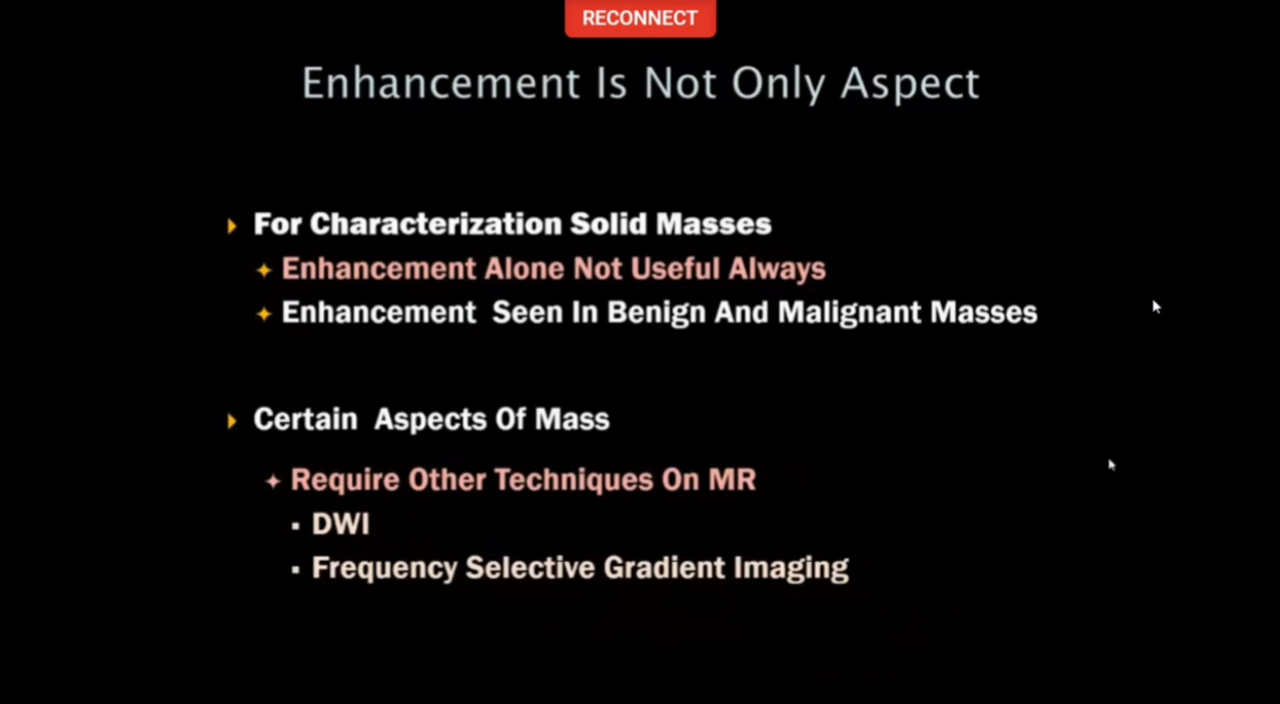 RECONNECT
Enhancement Is Not Only Aspect
For Characterization Solid Masses
Enhancement Alone Not Useful Always
Enhancement Seen In Benign And Malignant Masses
Certain Aspects Of Mass
Require Other Techniques On MR
DWI
Frequency Selective Gradient Imaging